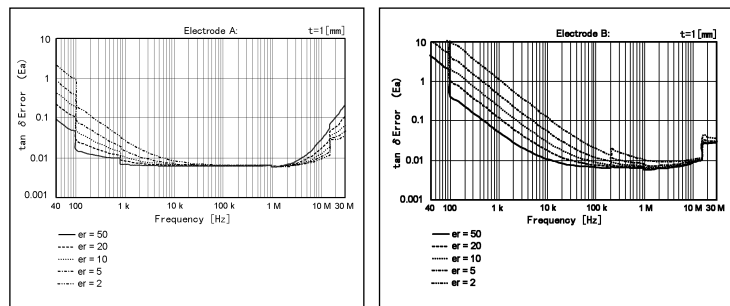 Electrode A: t=1[mm]
tan δ Error (Ea)
10
1
0.1
0.01
0.001
40 100 1 k 10 k 100 k 1 M 10 M 30 M
Frequency [Hz]
er = 50
er = 20
er = 10
er = 5
er = 2
Electrode B: t=1[mm]
tan δ Error (Ea)
10
1
0.1
0.01
0.001
40 100 1 k 10 k 100 k 1 M 10 M 30 M
Frequency [Hz]
er = 50
er = 20
er = 10
er = 5
er = 2